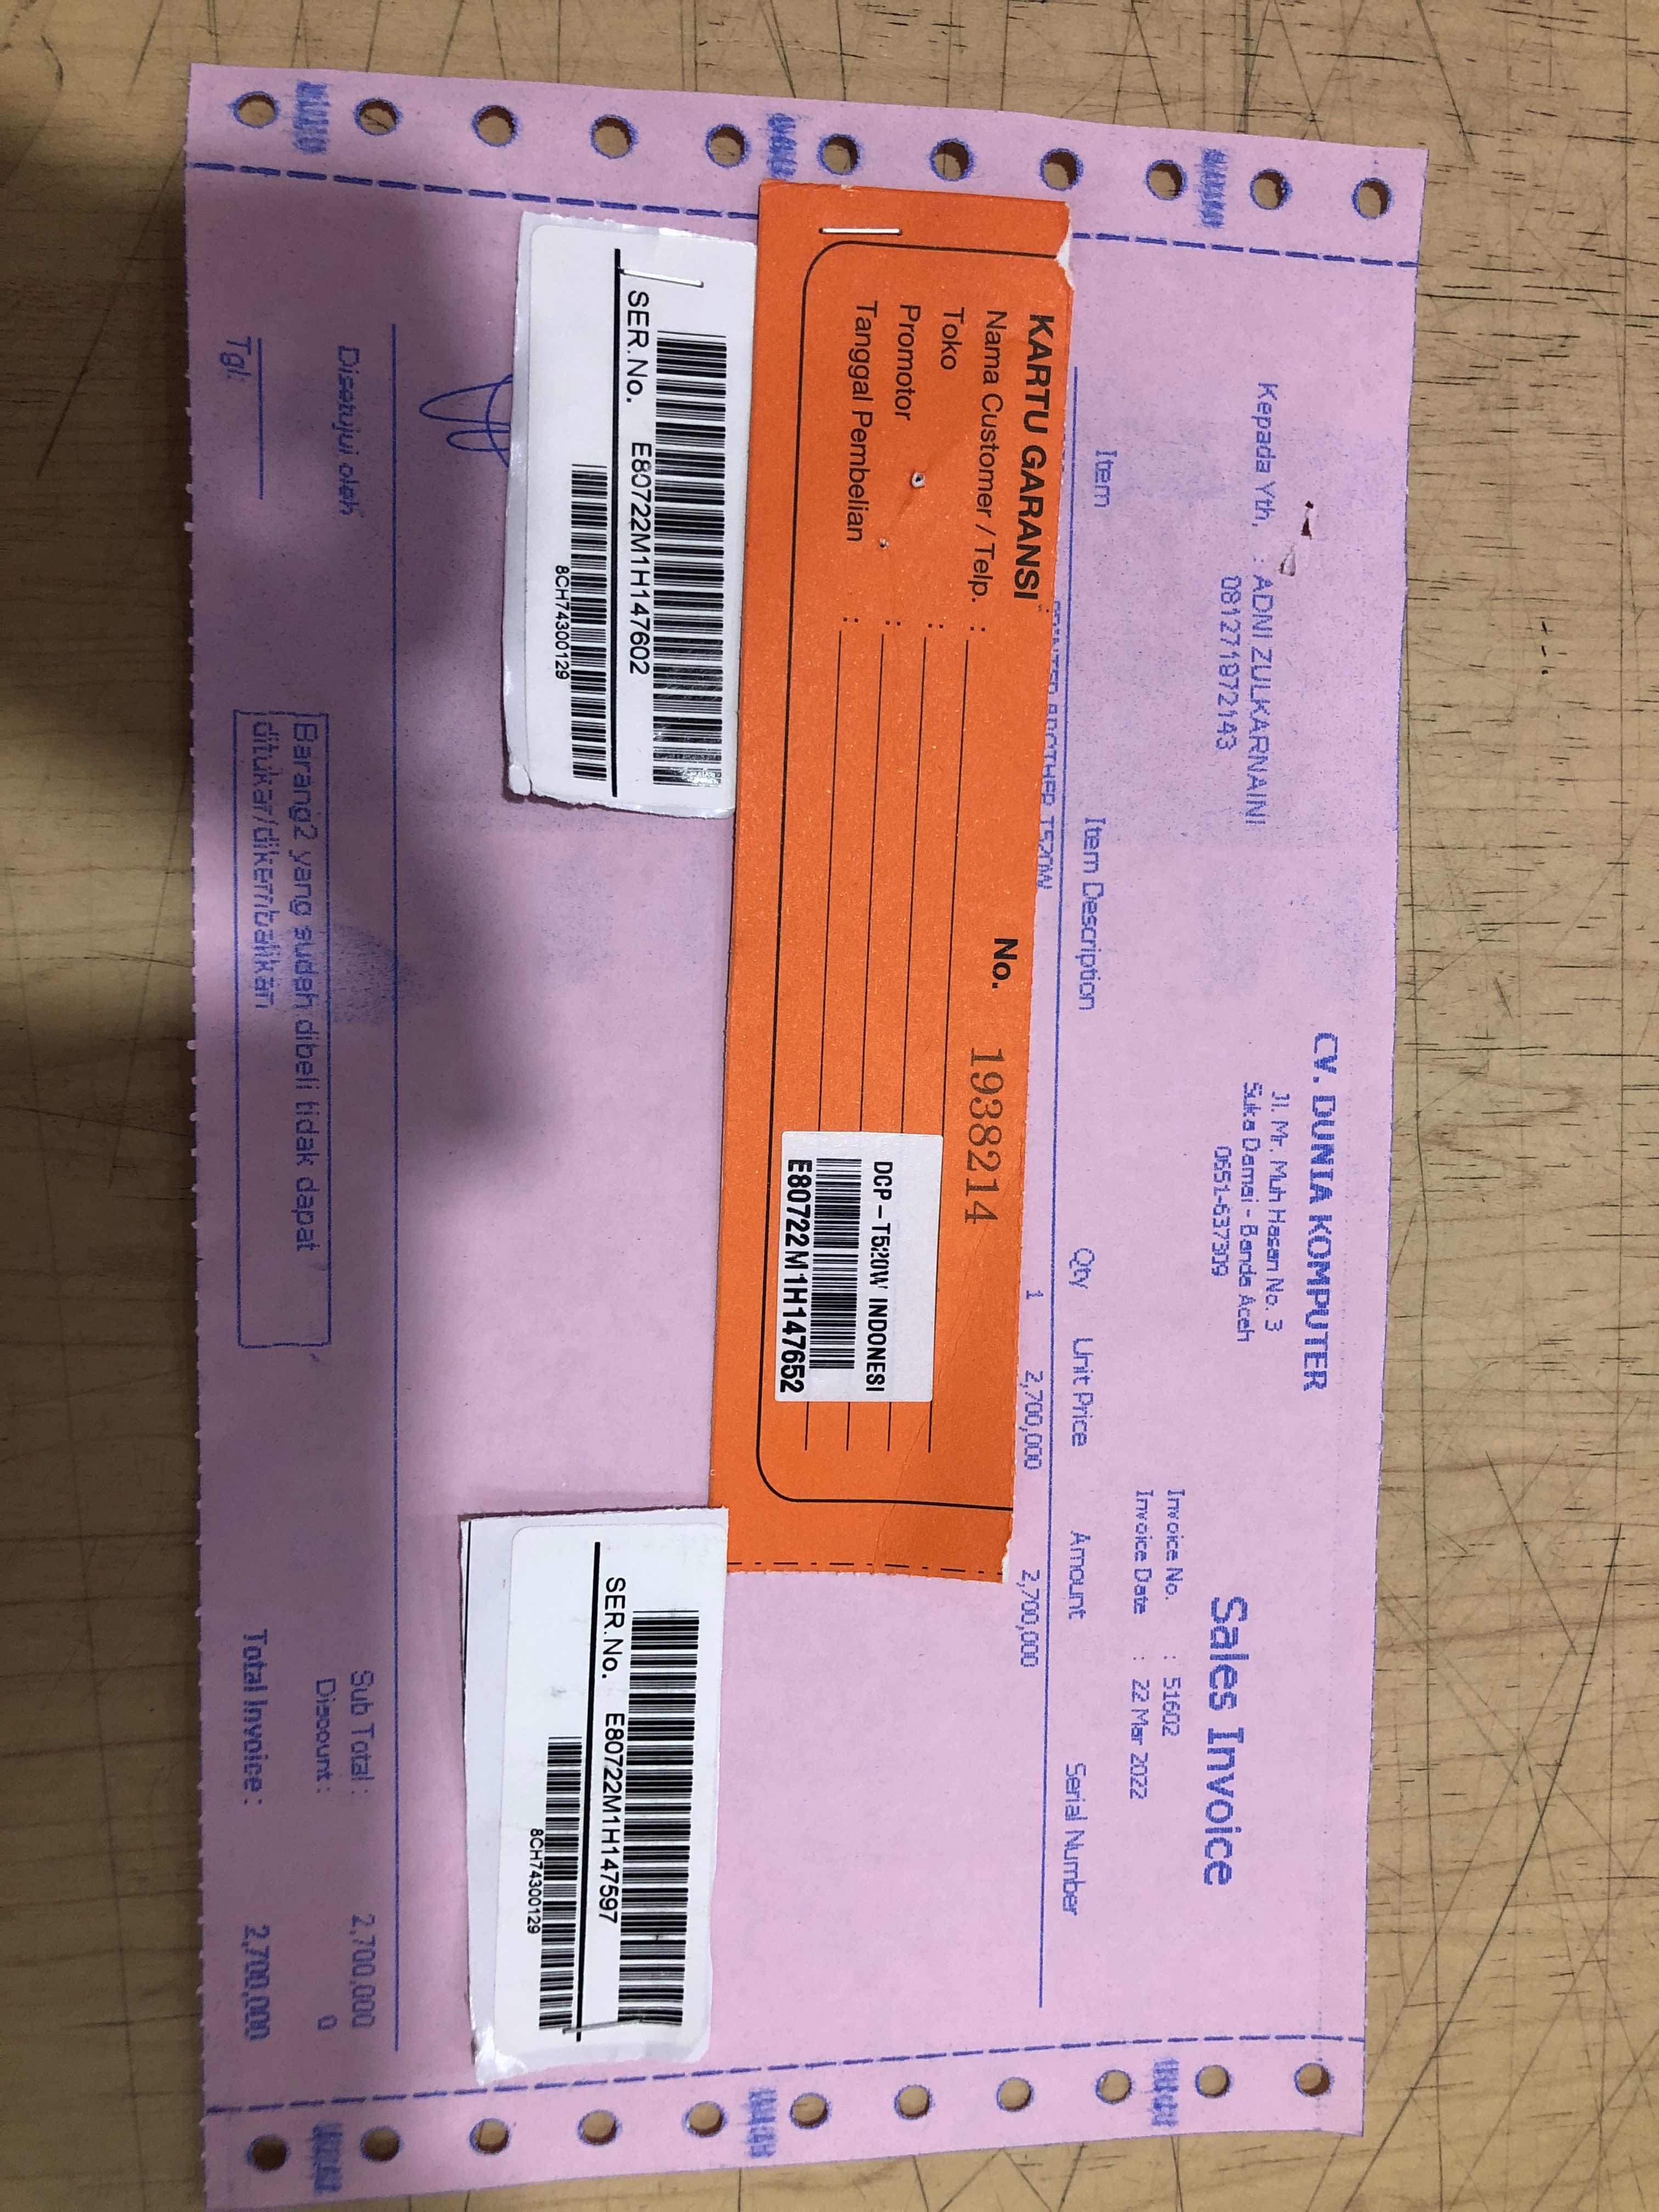 CV. DUNIA KOMPUTER
Jl. Mr. Muh Hasan No. 3
Suka Damai - Banda Aceh
0651-637309
Sales Invoice
Kepada Yth, : ADNI ZULKARNAINI
081271972143
Invoice No. : 51602
Invoice Date : 22 Mar 2022
Item Item Description Qty Unit Price Amount Serial Number
PRINTER BROTHER T520W 1 2,700,000 2,700,000
KARTU GARANSI No. 1938214
Nama Customer / Telp. :
Toko :
Promotor :
Tanggal Pembelian :
DCP-T520W INDONESI
E80722M1H147652
SER.No. E80722M1H147602
8CH74300129
SER.No. E80722M1H147597
8CH74300129
Disetujui oleh
Tgl:
Barang2 yang sudah dibeli tidak dapat
ditukar/dikembalikan
Sub Total : 2,700,000
Discount : 0
Total Invoice : 2,700,000